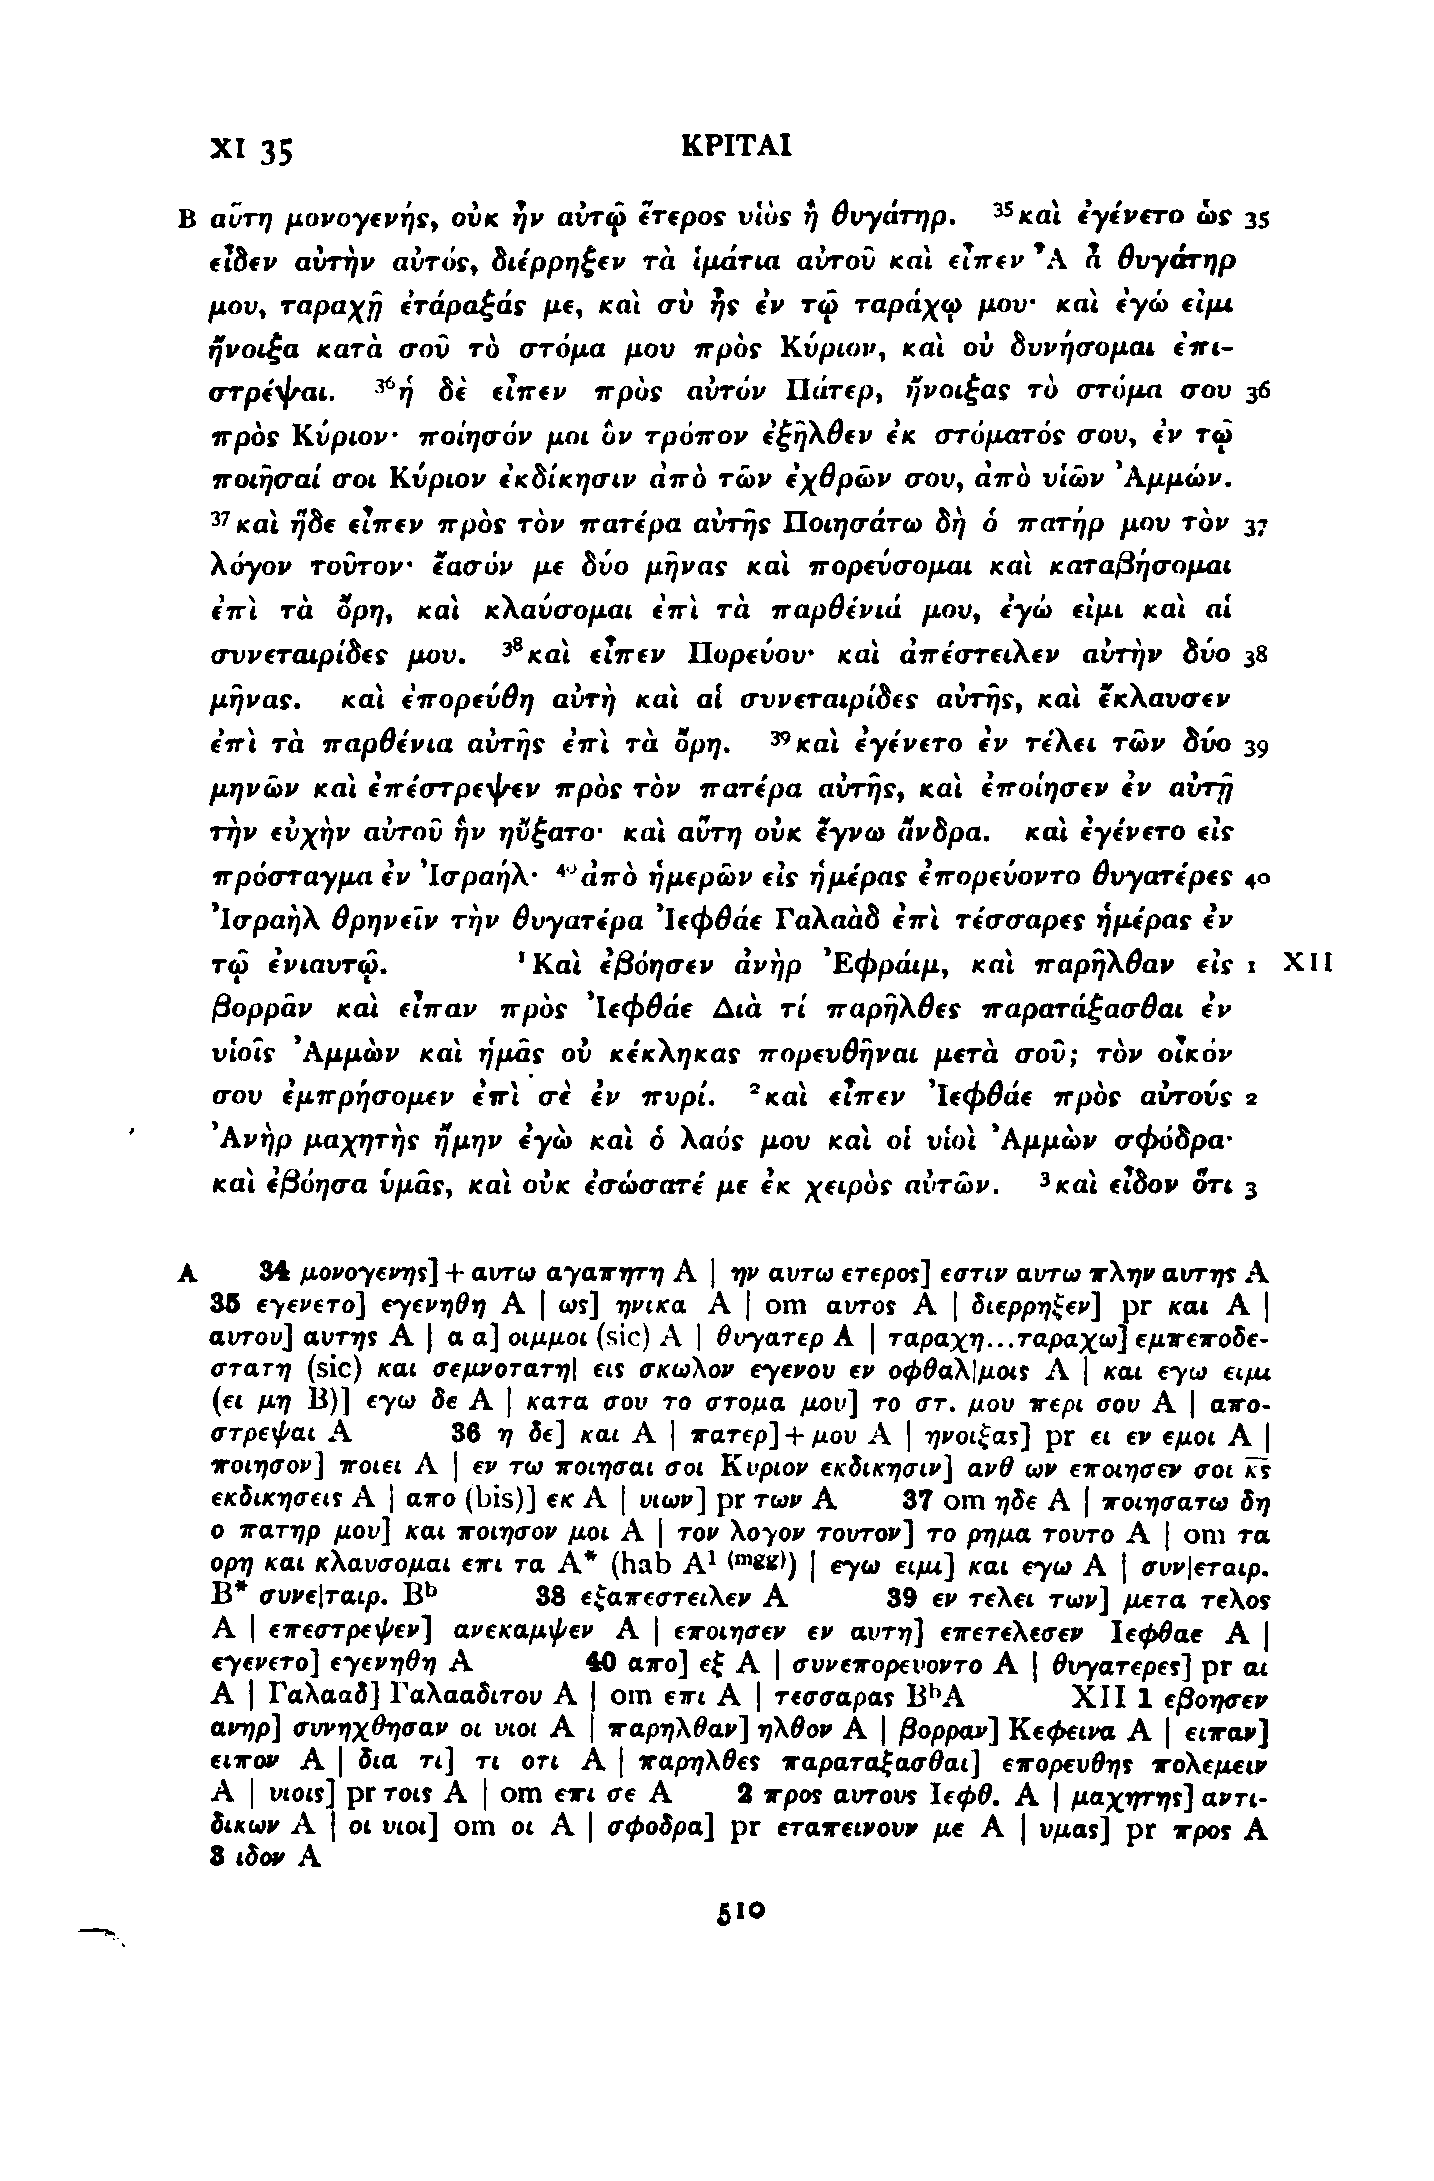 XI 35 ΚΡΙΤΑΙ
B αὕτη μονογενής, οὐκ ἦν αὐτῷ ἕτερος υἱὸς ἢ θυγάτηρ. ³⁵καὶ ἐγένετο ὡς 35
εἶδεν αὐτὴν αὐτός, διέρρηξεν τὰ ἱμάτια αὐτοῦ καὶ εἶπεν Ἆ ἆ θυγάτηρ
μου, ταραχῇ ἐτάραξάς με, καὶ σὺ ἦς ἐν τῷ ταράχῳ μου· καὶ ἐγώ εἰμι
ἤνοιξα κατὰ σοῦ τὸ στόμα μου πρὸς Κύριον, καὶ οὐ δυνήσομαι ἐπι-
στρέψαι. ³⁶ἡ δὲ εἶπεν πρὸς αὐτόν Πάτερ, ἤνοιξας τὸ στόμα σου 36
πρὸς Κύριον· ποίησόν μοι ὃν τρόπον ἐξῆλθεν ἐκ στόματός σου, ἐν τῷ
ποιῆσαί σοι Κύριον ἐκδίκησιν ἀπὸ τῶν ἐχθρῶν σου, ἀπὸ υἱῶν Ἀμμών.
³⁷καὶ ἥδε εἶπεν πρὸς τὸν πατέρα αὐτῆς Ποιησάτω δὴ ὁ πατήρ μου τὸν 37
λόγον τοῦτον· ἔασόν με δύο μῆνας καὶ πορεύσομαι καὶ καταβήσομαι
ἐπὶ τὰ ὄρη, καὶ κλαύσομαι ἐπὶ τὰ παρθένιά μου, ἐγώ εἰμι καὶ αἱ
συνεταιρίδες μου. ³⁸καὶ εἶπεν Πορεύου· καὶ ἀπέστειλεν αὐτὴν δύο 38
μῆνας. καὶ ἐπορεύθη αὐτὴ καὶ αἱ συνεταιρίδες αὐτῆς, καὶ ἔκλαυσεν
ἐπὶ τὰ παρθένια αὐτῆς ἐπὶ τὰ ὄρη. ³⁹καὶ ἐγένετο ἐν τέλει τῶν δύο 39
μηνῶν καὶ ἐπέστρεψεν πρὸς τὸν πατέρα αὐτῆς, καὶ ἐποίησεν ἐν αὐτῇ
τὴν εὐχὴν αὐτοῦ ἣν ηὔξατο· καὶ αὕτη οὐκ ἔγνω ἄνδρα. καὶ ἐγένετο εἰς
πρόσταγμα ἐν Ἰσραήλ· ⁴⁰ἀπὸ ἡμερῶν εἰς ἡμέρας ἐπορεύοντο θυγατέρες 40
Ἰσραὴλ θρηνεῖν τὴν θυγατέρα Ἰεφθάε Γαλαὰδ ἐπὶ τέσσαρες ἡμέρας ἐν
τῷ ἐνιαυτῷ. ¹Καὶ ἐβόησεν ἀνὴρ Ἐφράιμ, καὶ παρῆλθαν εἰς 1 XII
βορρᾶν καὶ εἶπαν πρὸς Ἰεφθάε Διὰ τί παρῆλθες παρατάξασθαι ἐν
υἱοῖς Ἀμμὼν καὶ ἡμᾶς οὐ κέκληκας πορευθῆναι μετὰ σοῦ; τὸν οἶκόν
σου ἐμπρήσομεν ἐπὶ σὲ ἐν πυρί. ²καὶ εἶπεν Ἰεφθάε πρὸς αὐτούς 2
Ἀνὴρ μαχητὴς ἤμην ἐγὼ καὶ ὁ λαός μου καὶ οἱ υἱοὶ Ἀμμὼν σφόδρα·
καὶ ἐβόησα ὑμᾶς, καὶ οὐκ ἐσώσατέ με ἐκ χειρὸς αὐτῶν. ³καὶ εἶδον ὅτι 3
A 34 μονογενης] + αυτω αγαπητη A | ην αυτω ετερος] εστιν αυτω πλην αυτης A
35 εγενετο] εγενηθη A | ως] ηνικα A | om αυτος A | διερρηξεν] pr και A |
αυτου] αυτης A | α α] οιμμοι (sic) A | θυγατερ A | ταραχη...ταραχω] εμπεποδε-
στατη (sic) και σεμνοτατη| εις σκωλον εγενου εν οφθαλ|μοις A | και εγω ειμι
(ει μη B)] εγω δε A | κατα σου το στομα μου] το στ. μου περι σου A | απο-
στρεψαι A 36 η δε] και A | πατερ] + μου A | ηνοιξας] pr ει εν εμοι A |
ποιησον] ποιει A | εν τω ποιησαι σοι Κυριον εκδικησιν] ανθ ων εποιησεν σοι κ̅ς̅
εκδικησεις A | απο (bis)] εκ A | υιων] pr των A 37 om ηδε A | ποιησατω δη
ο πατηρ μου] και ποιησον μοι A | τον λογον τουτον] το ρημα τουτο A | om τα
ορη και κλαυσομαι επι τα A* (hab A¹ ⁽ᵐᵍᵍ⁾) | εγω ειμι] και εγω A | συν|εταιρ.
B* συνε|ταιρ. Bᵇ 38 εξαπεστειλεν A 39 εν τελει των] μετα τελος
A | επεστρεψεν] ανεκαμψεν A | εποιησεν εν αυτη] επετελεσεν Ιεφθαε A |
εγενετο] εγενηθη A 40 απο] εξ A | συνεπορευοντο A | θυγατερες] pr αι
A | Γαλααδ] Γαλααδιτου A | om επι A | τεσσαρας BᵇA XII 1 εβοησεν
ανηρ] συνηχθησαν οι υιοι A | παρηλθαν] ηλθον A | βορραν] Κεφεινα A | ειπαν]
ειπον A | δια τι] τι οτι A | παρηλθες παραταξασθαι] επορευθης πολεμειν
A | υιοις] pr τοις A | om επι σε A 2 προς αυτους Ιεφθ. A | μαχητης] αντι-
δικων A | οι υιοι] om οι A | σφοδρα] pr εταπεινουν με A | υμας] pr προς A
3 ιδον A
510